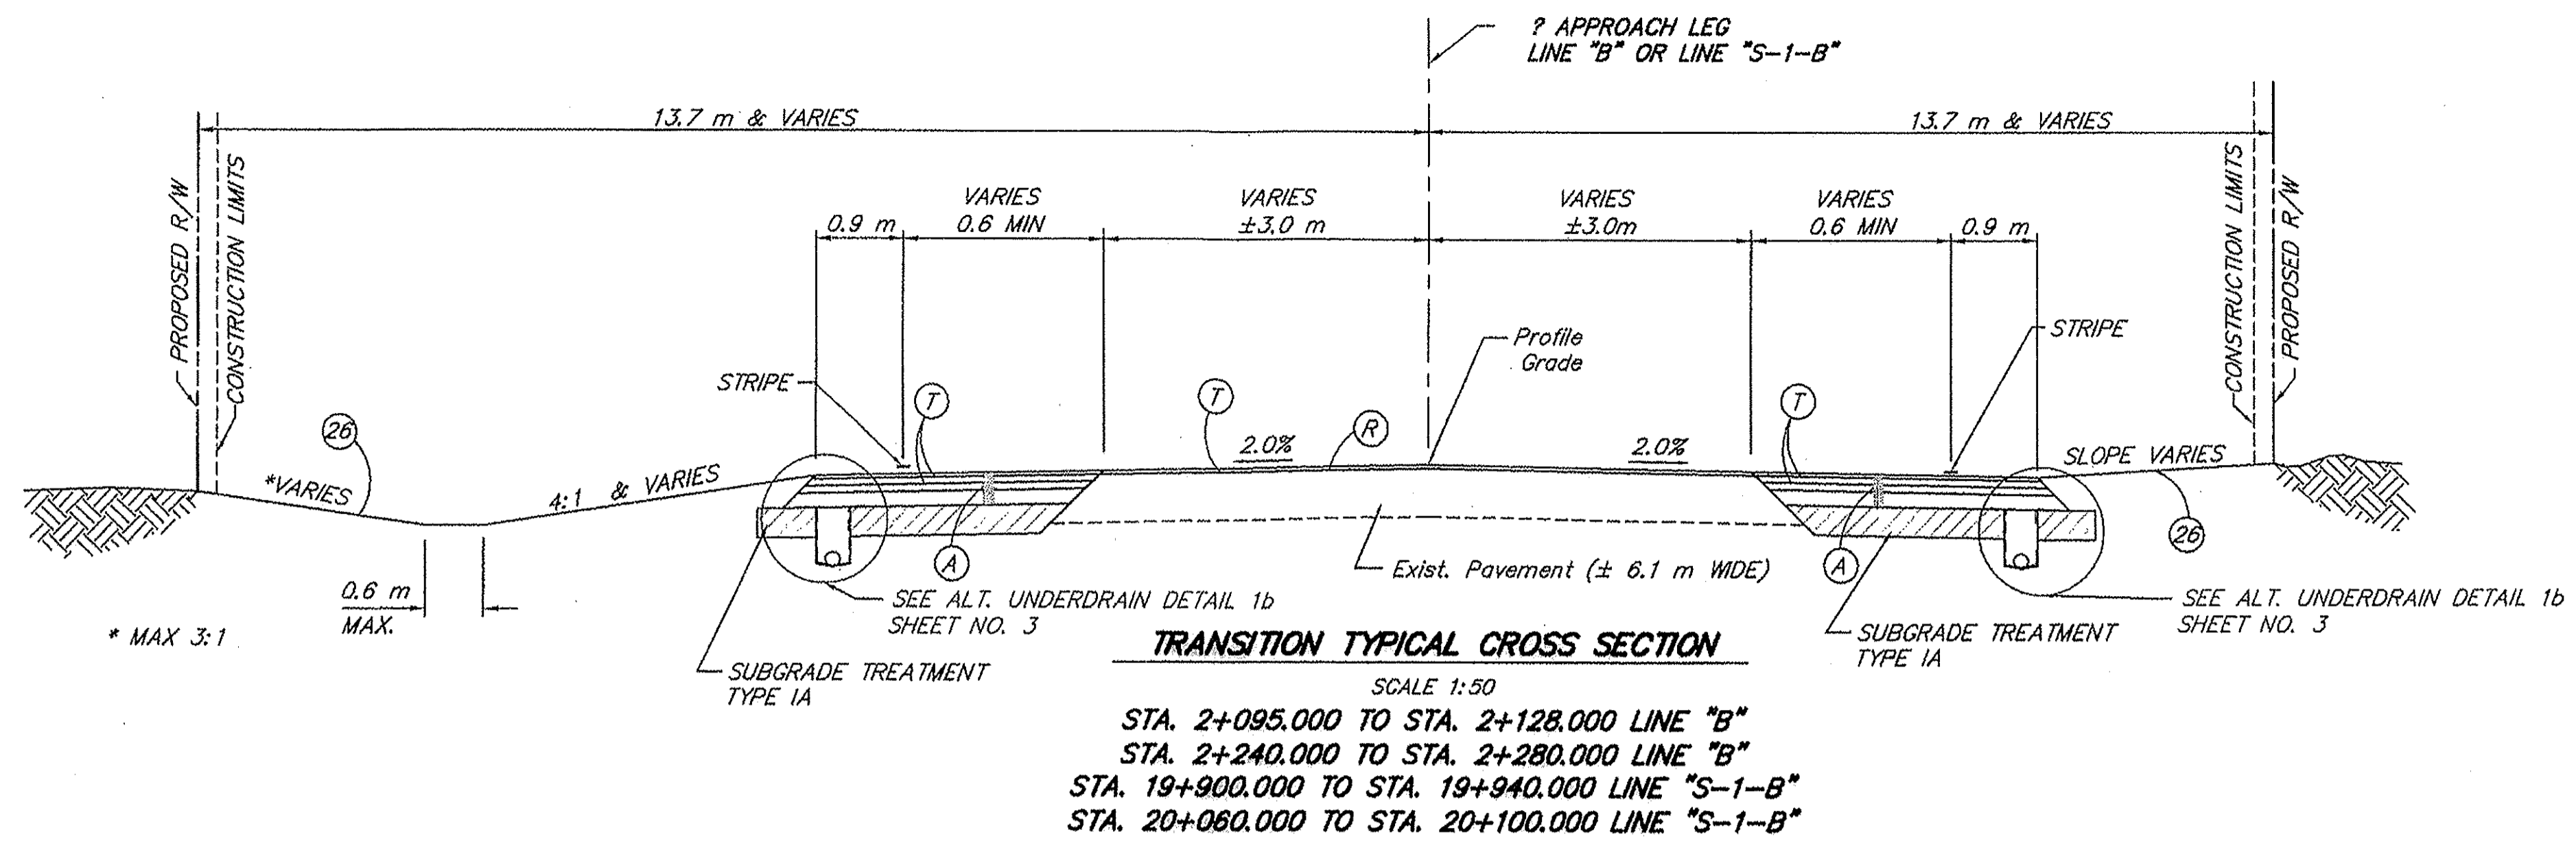 ? APPROACH LEG
LINE "B" OR LINE "S-1-B"
13.7 m & VARIES
13.7 m & VARIES
PROPOSED R/W
CONSTRUCTION LIMITS
CONSTRUCTION LIMITS
PROPOSED R/W
0.9 m
VARIES
0.6 MIN
VARIES
±3.0 m
VARIES
±3.0m
VARIES
0.6 MIN
0.9 m
STRIPE
Profile
Grade
STRIPE
T
T
R
T
26
*VARIES
4:1 & VARIES
2.0%
2.0%
SLOPE VARIES
26
A
A
Exist. Pavement (± 6.1 m WIDE)
0.6 m
MAX.
* MAX 3:1
SEE ALT. UNDERDRAIN DETAIL 1b
SHEET NO. 3
SUBGRADE TREATMENT
TYPE IA
SUBGRADE TREATMENT
TYPE IA
SEE ALT. UNDERDRAIN DETAIL 1b
SHEET NO. 3
TRANSITION TYPICAL CROSS SECTION
SCALE 1:50
STA. 2+095.000 TO STA. 2+128.000 LINE "B"
STA. 2+240.000 TO STA. 2+280.000 LINE "B"
STA. 19+900.000 TO STA. 19+940.000 LINE "S-1-B"
STA. 20+060.000 TO STA. 20+100.000 LINE "S-1-B"